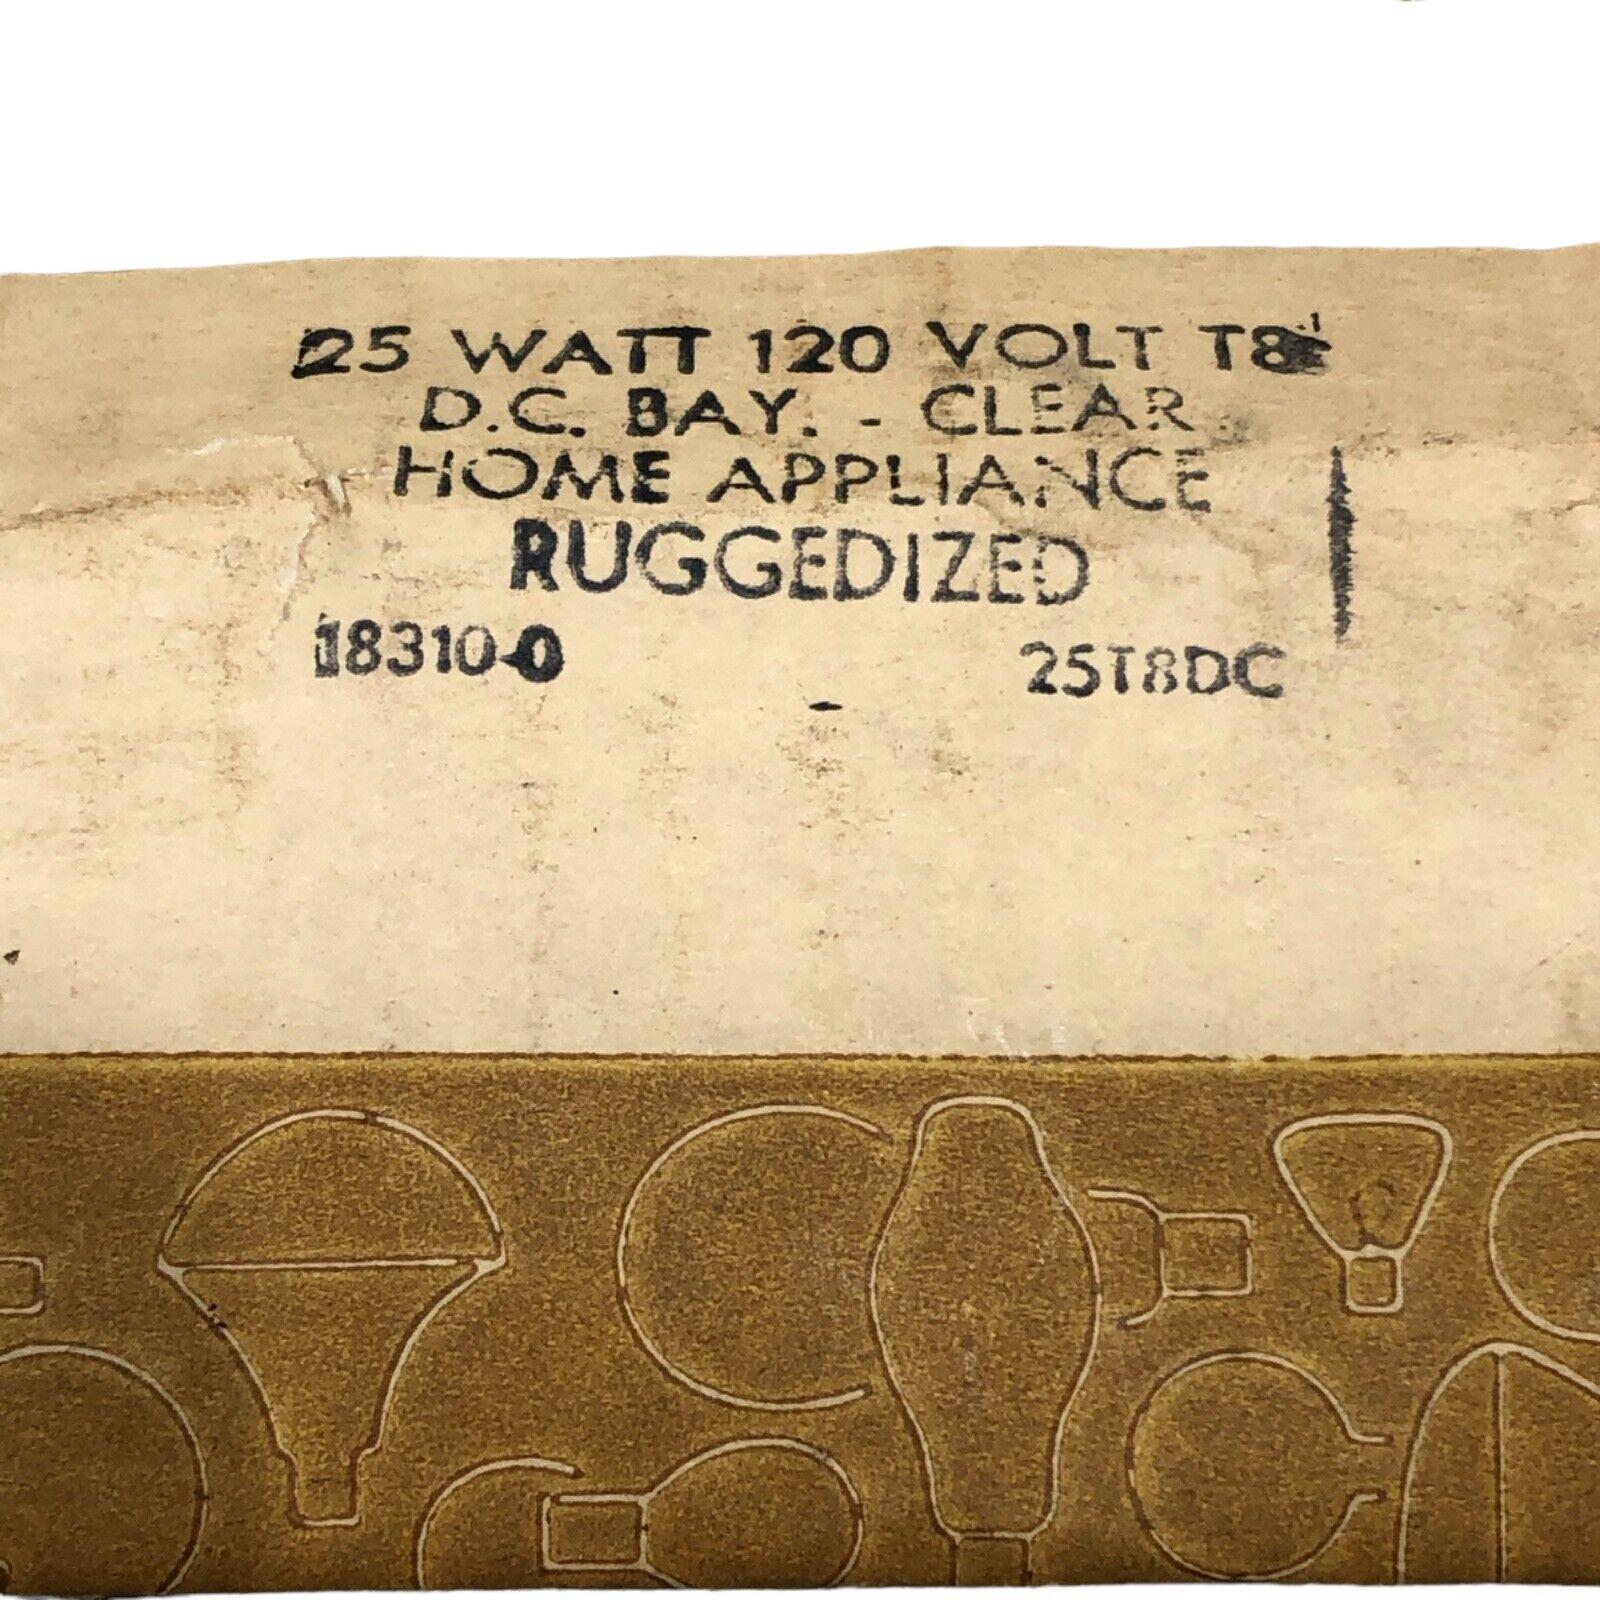 25 WATT 120 VOLT T8
D.C. BAY. - CLEAR
HOME APPLIANCE
RUGGEDIZED
18310-0 25T8DC